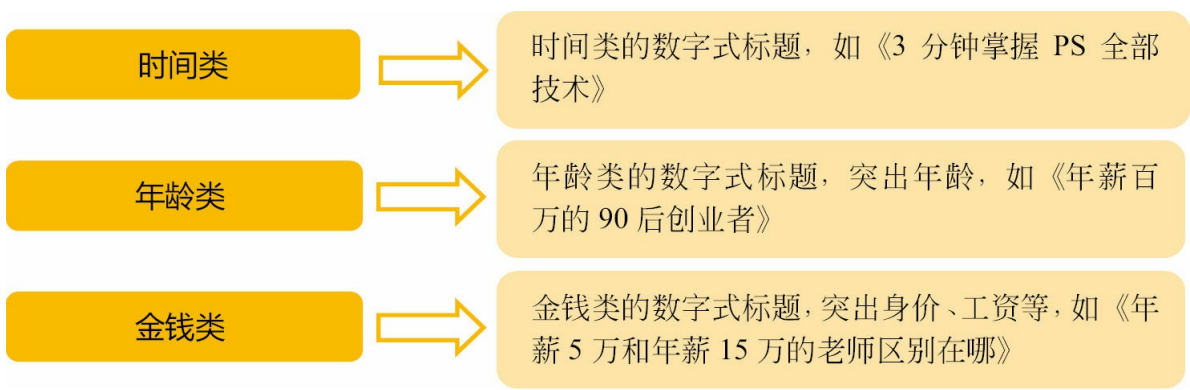 时间类
时间类的数字式标题，如《3 分钟掌握 PS 全部
技术》
年龄类
年龄类的数字式标题，突出年龄，如《年薪百
万的 90 后创业者》
金钱类
金钱类的数字式标题，突出身价、工资等，如《年
薪 5 万和年薪 15 万的老师区别在哪》